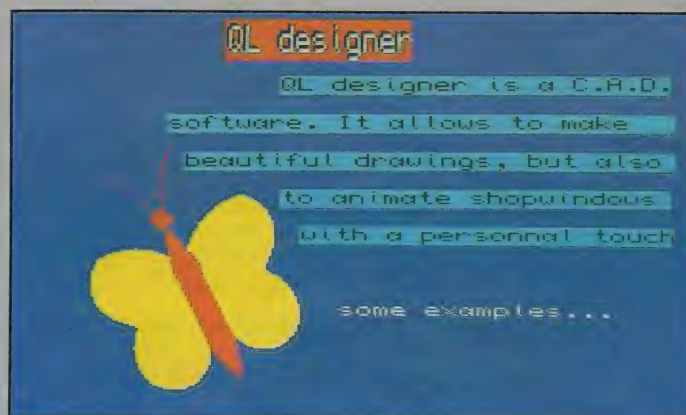 QL designer
QL designer is a C.A.D.
software. It allows to make
beautiful drawings, but also
to animate shopwindows
with a personnal touch
some examples...